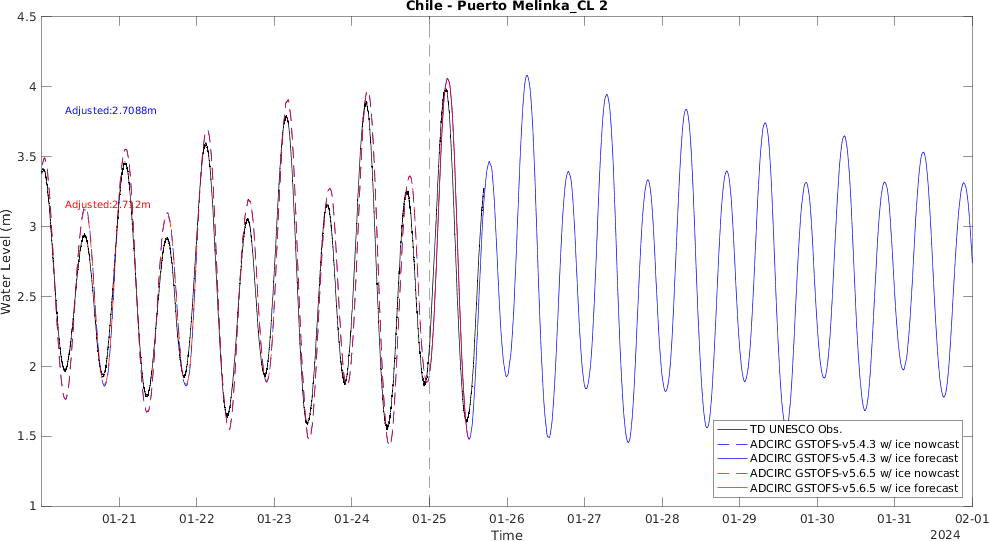 Chile - Puerto Melinka_CL 2
4.5
4
3.5
3
2.5
2
1.5
1
Water Level (m)
Adjusted:2.7088m
Adjusted:2.712m
TD UNESCO Obs.
ADCIRC GSTOFS-v5.4.3 w/ ice nowcast
ADCIRC GSTOFS-v5.4.3 w/ ice forecast
ADCIRC GSTOFS-v5.6.5 w/ ice nowcast
ADCIRC GSTOFS-v5.6.5 w/ ice forecast
01-21 01-22 01-23 01-24 01-25 01-26 01-27 01-28 01-29 01-30 01-31 02-01
Time
2024